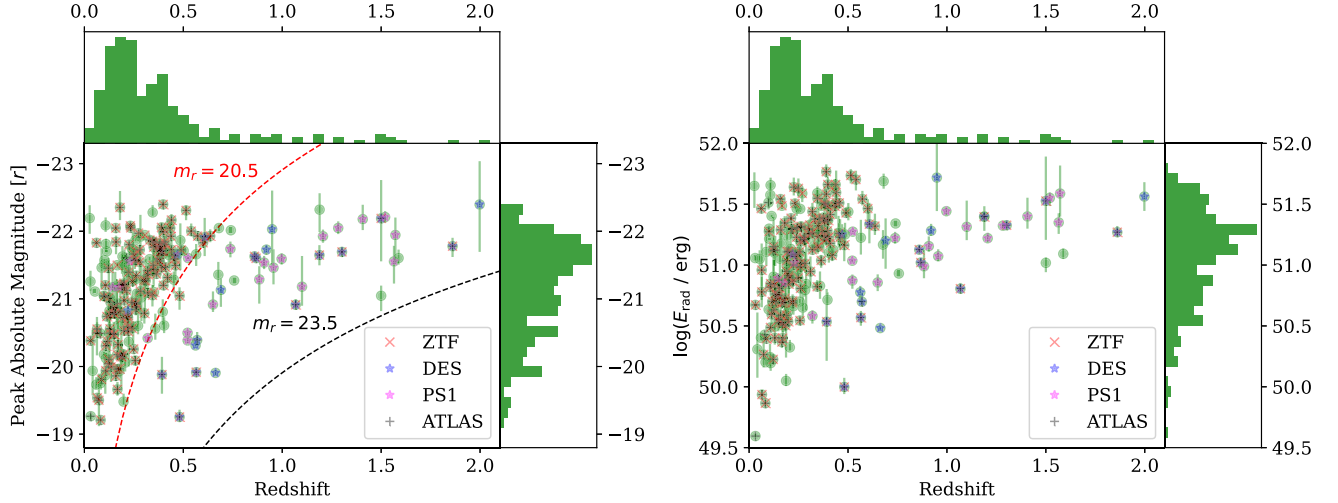 0.0 0.5 1.0 1.5 2.0
−23
−22
−21
−20
−19
Peak Absolute Magnitude [r]
m_r = 20.5
m_r = 23.5
ZTF
DES
PS1
ATLAS
−23
−22
−21
−20
−19
0.0 0.5 1.0 1.5 2.0
Redshift
0.0 0.5 1.0 1.5 2.0
52.0
51.5
51.0
50.5
50.0
49.5
log(E_rad / erg)
ZTF
DES
PS1
ATLAS
52.0
51.5
51.0
50.5
50.0
49.5
0.0 0.5 1.0 1.5 2.0
Redshift